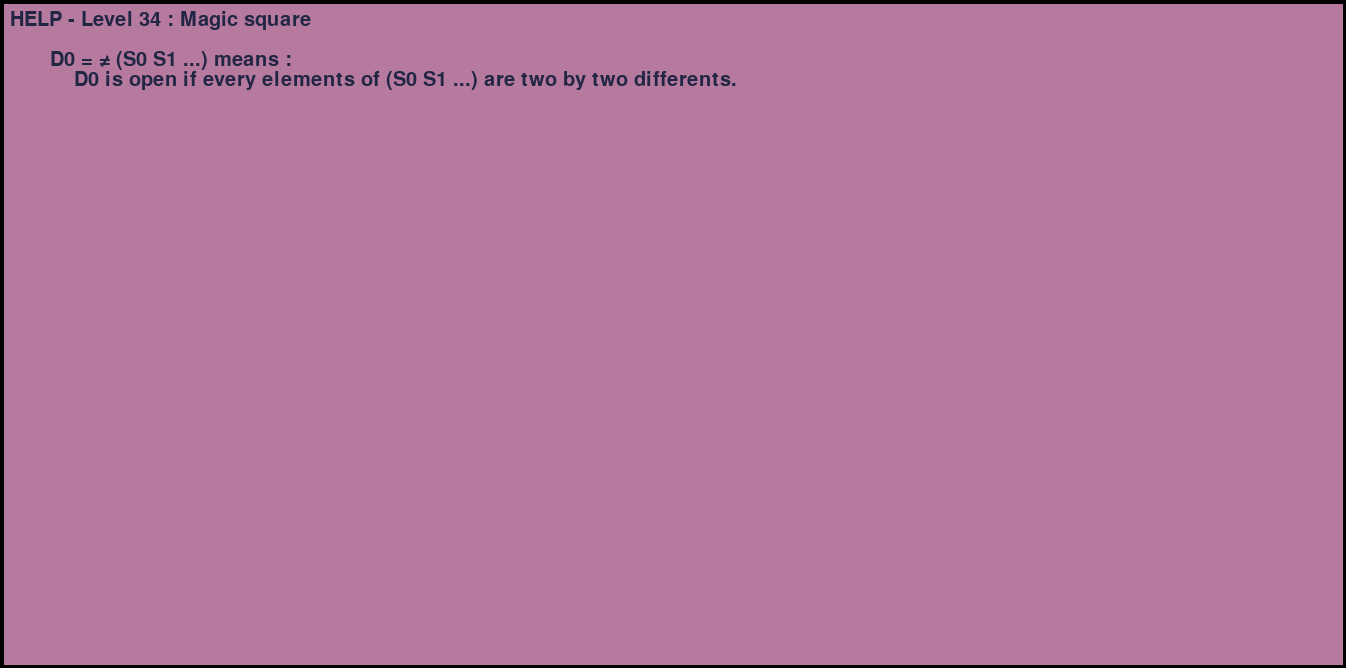 HELP - Level 34 : Magic square
D0 = ≠ (S0 S1 ...) means :
D0 is open if every elements of (S0 S1 ...) are two by two differents.